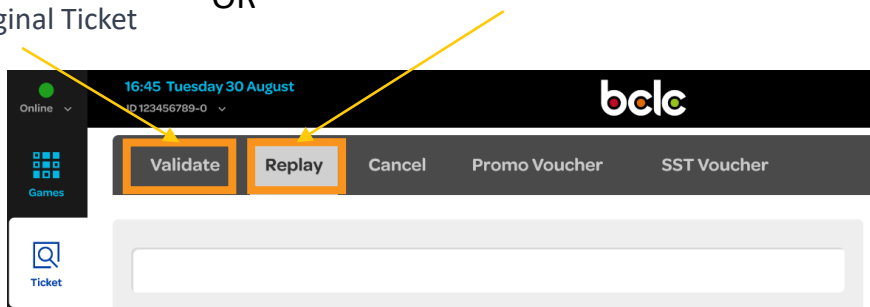 OR
ginal Ticket
16:45 Tuesday 30 August
Online
ID 123456789-0
bclc
Validate Replay Cancel Promo Voucher SST Voucher
Games
Ticket